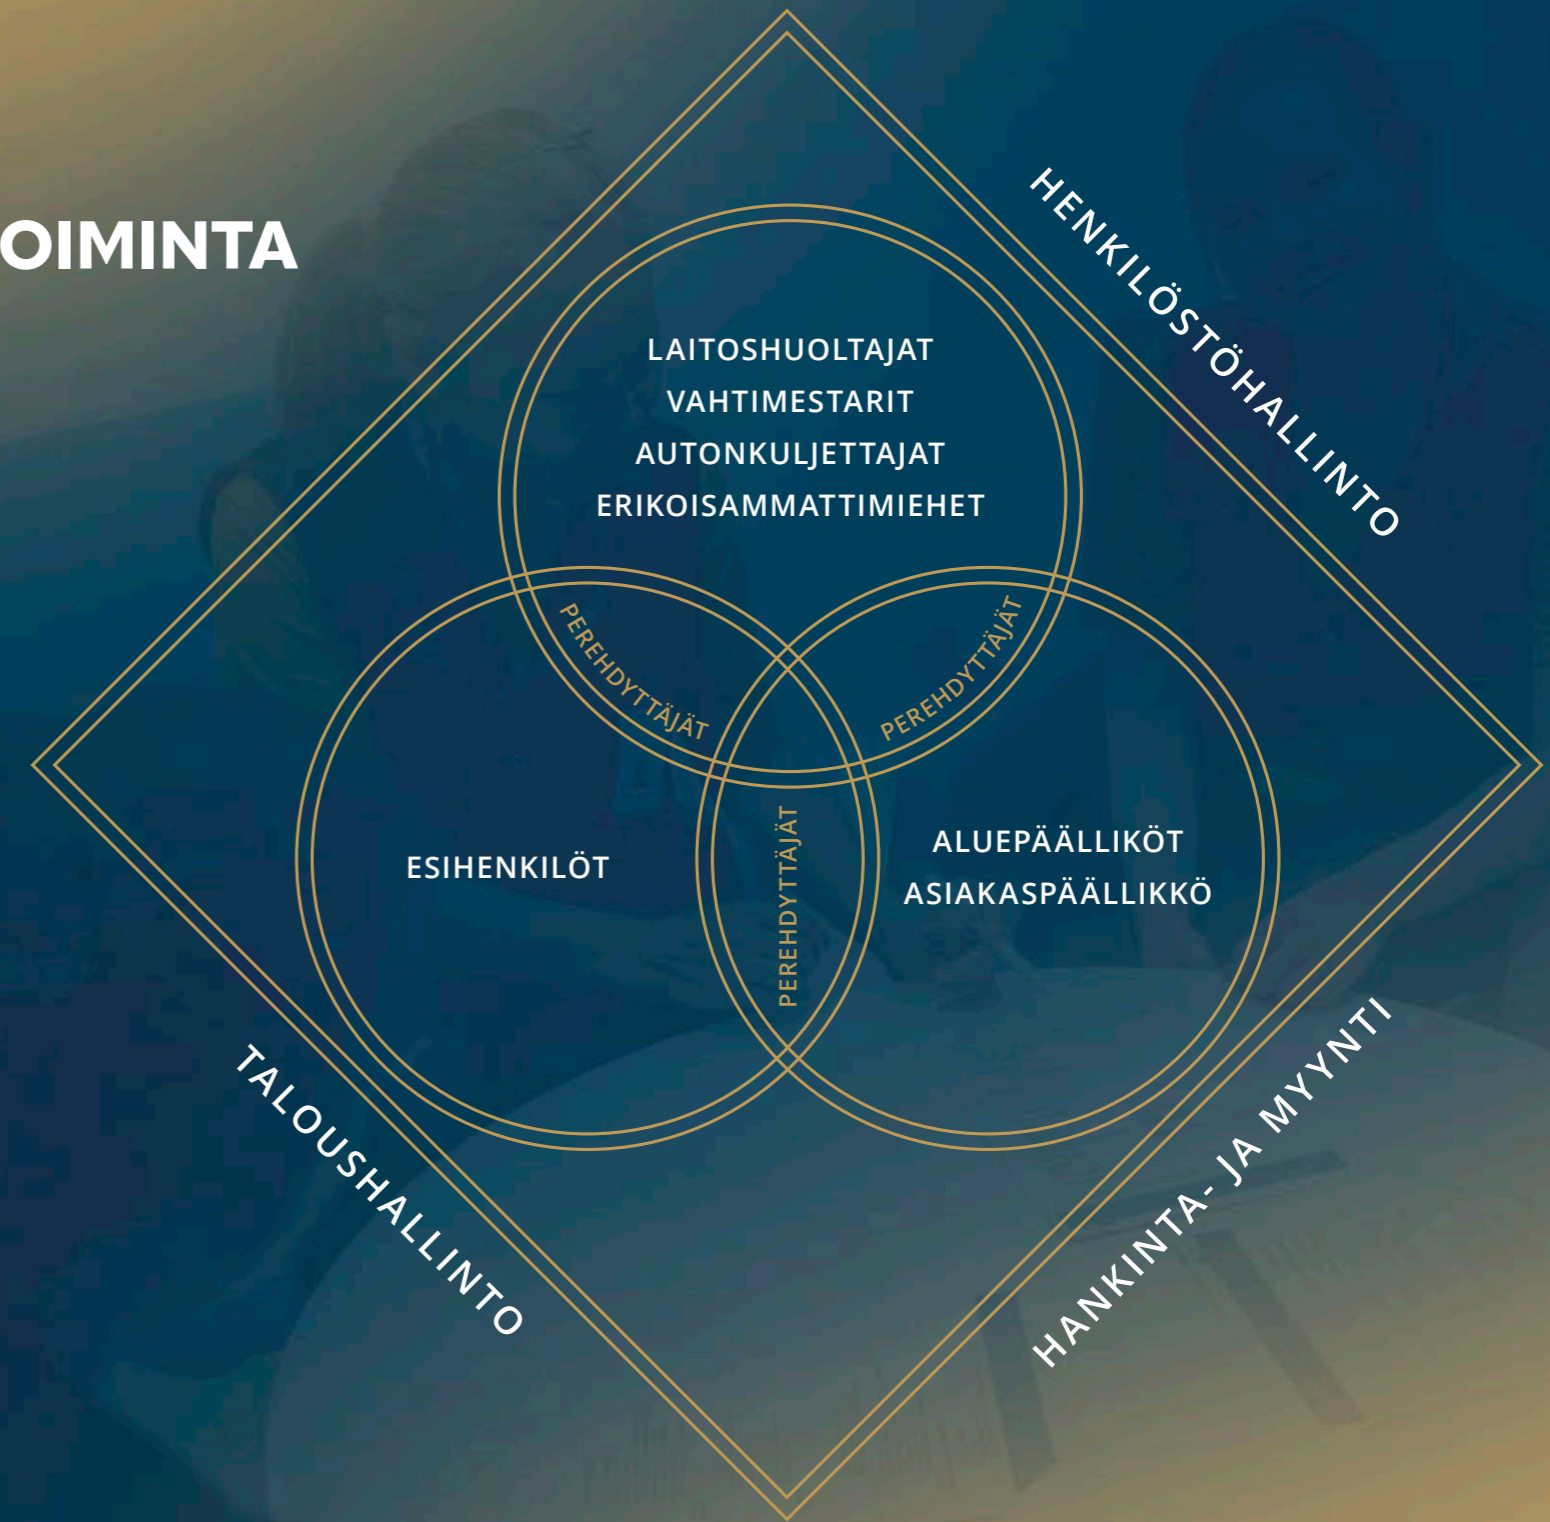 OIMINTA
HENKILÖSTÖHALLINTO
LAITOSHUOLTAJAT
VAHTIMESTARIT
AUTONKULJETTAJAT
ERIKOISAMMATTIMIEHET
PEREHDYTTÄJÄT
PEREHDYTTÄJÄT
PEREHDYTTÄJÄT
ESIHENKILÖT
ALUEPÄÄLLIKÖT
ASIAKASPÄÄLLIKKÖ
TALOUSHALLINTO
HANKINTA- JA MYYNTI